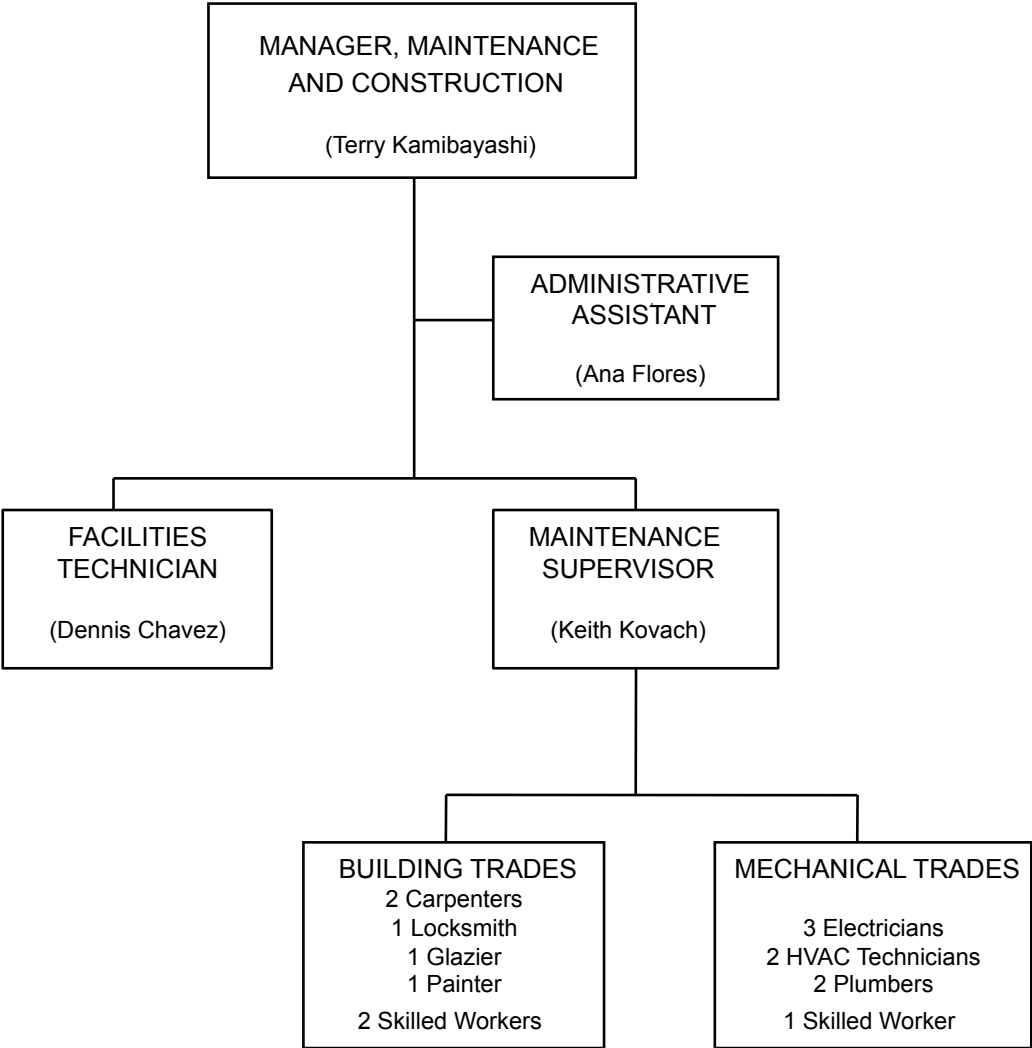 MANAGER, MAINTENANCE
AND CONSTRUCTION
(Terry Kamibayashi)
ADMINISTRATIVE
ASSISTANT
(Ana Flores)
FACILITIES
TECHNICIAN
(Dennis Chavez)
MAINTENANCE
SUPERVISOR
(Keith Kovach)
BUILDING TRADES
2 Carpenters
1 Locksmith
1 Glazier
1 Painter
2 Skilled Workers
MECHANICAL TRADES
3 Electricians
2 HVAC Technicians
2 Plumbers
1 Skilled Worker